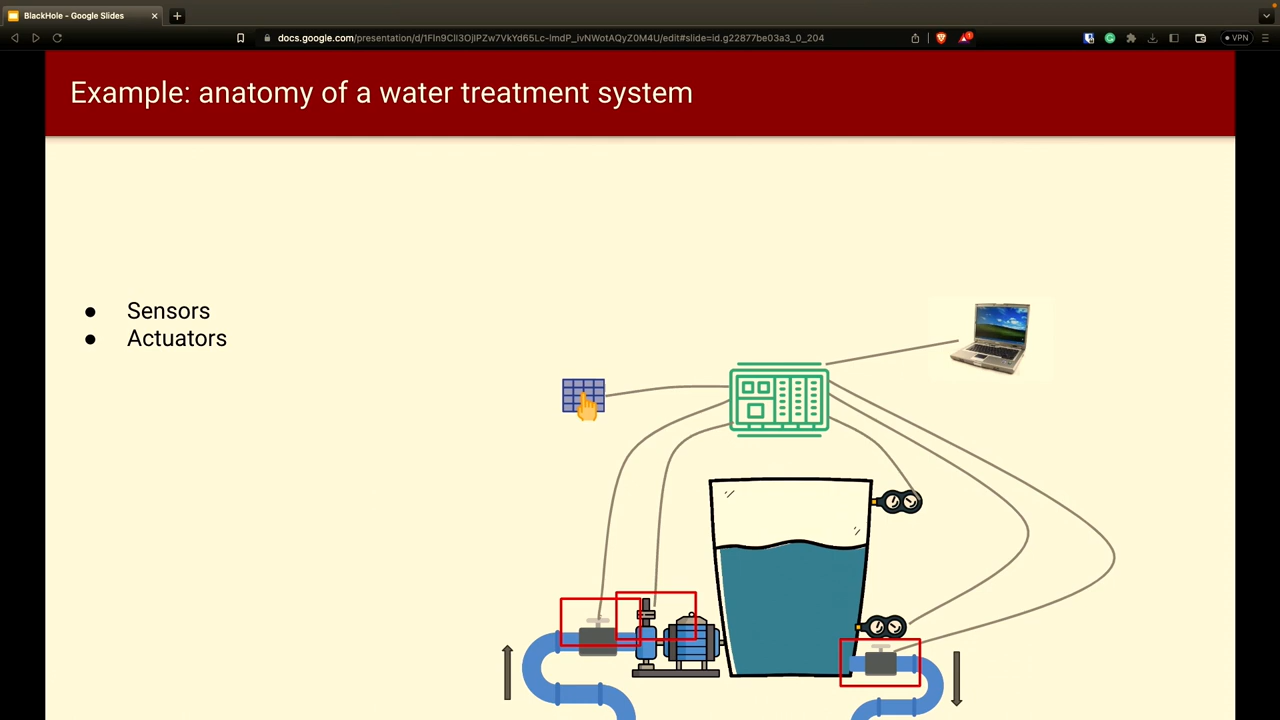 BlackHole - Google Slides
docs.google.com/presentation/d/1FIn9CIl3OjIPZw7VkYd65Lc-lmdP_ivNWotAQyZ0M4U/edit#slide=id.g22877be03a3_0_204
VPN
Example: anatomy of a water treatment system
● Sensors
● Actuators